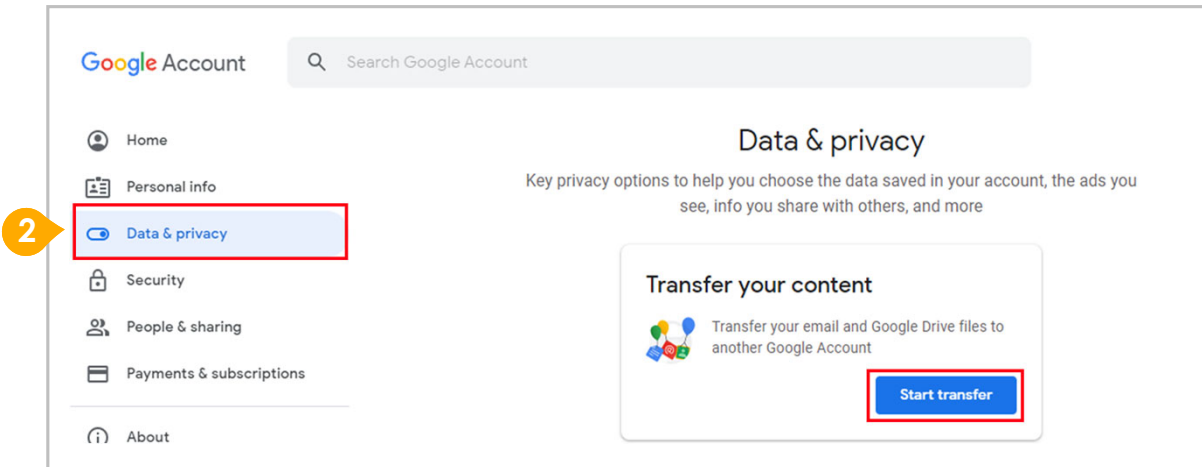 Google Account
Search Google Account
Home
Personal info
2
Data & privacy
Security
People & sharing
Payments & subscriptions
About
Data & privacy
Key privacy options to help you choose the data saved in your account, the ads you
see, info you share with others, and more
Transfer your content
Transfer your email and Google Drive files to
another Google Account
Start transfer